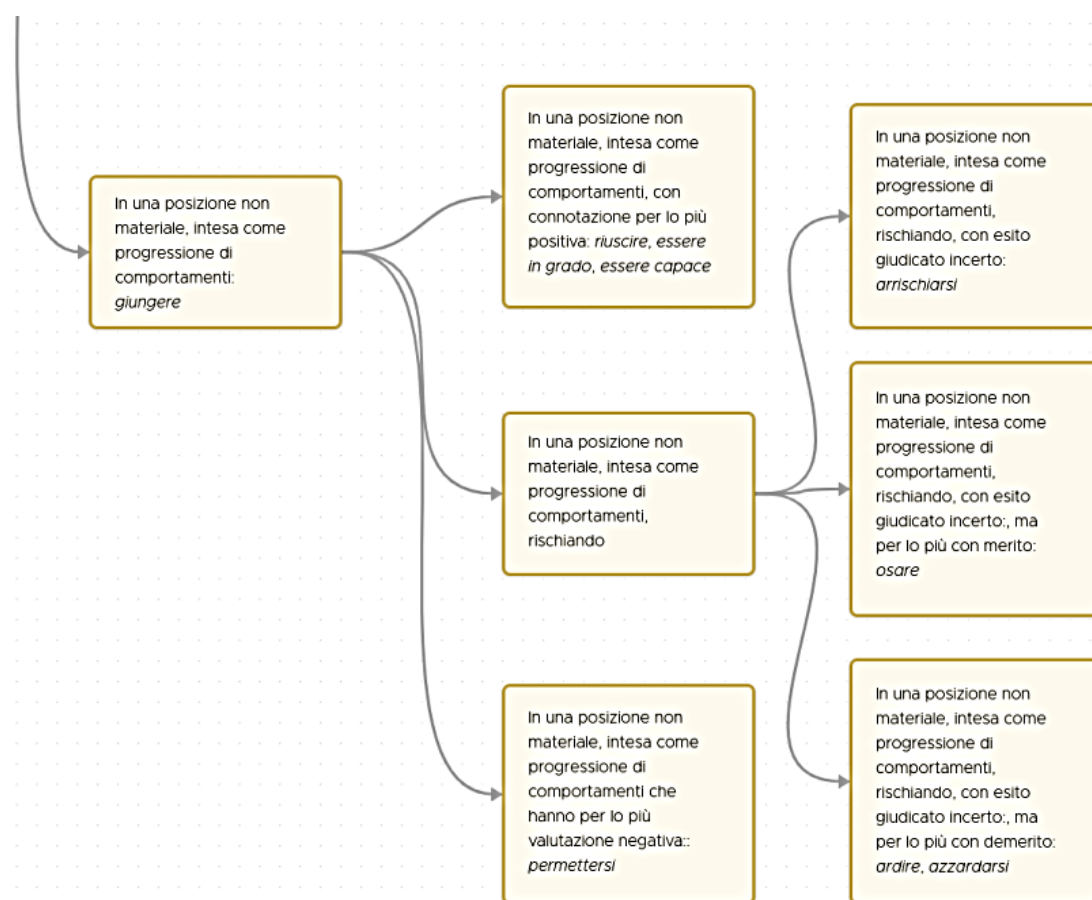 In una posizione non
materiale, intesa come
progressione di
comportamenti:
giungere
In una posizione non
materiale, intesa come
progressione di
comportamenti, con
connotazione per lo più
positiva: riuscire, essere
in grado, essere capace
In una posizione non
materiale, intesa come
progressione di
comportamenti,
rischiando
In una posizione non
materiale, intesa come
progressione di
comportamenti che
hanno per lo più
valutazione negativa::
permettersi
In una posizione non
materiale, intesa come
progressione di
comportamenti,
rischiando, con esito
giudicato incerto:
arrischiarsi
In una posizione non
materiale, intesa come
progressione di
comportamenti,
rischiando, con esito
giudicato incerto:, ma
per lo più con merito:
osare
In una posizione non
materiale, intesa come
progressione di
comportamenti,
rischiando, con esito
giudicato incerto:, ma
per lo più con demerito:
ardire, azzardarsi